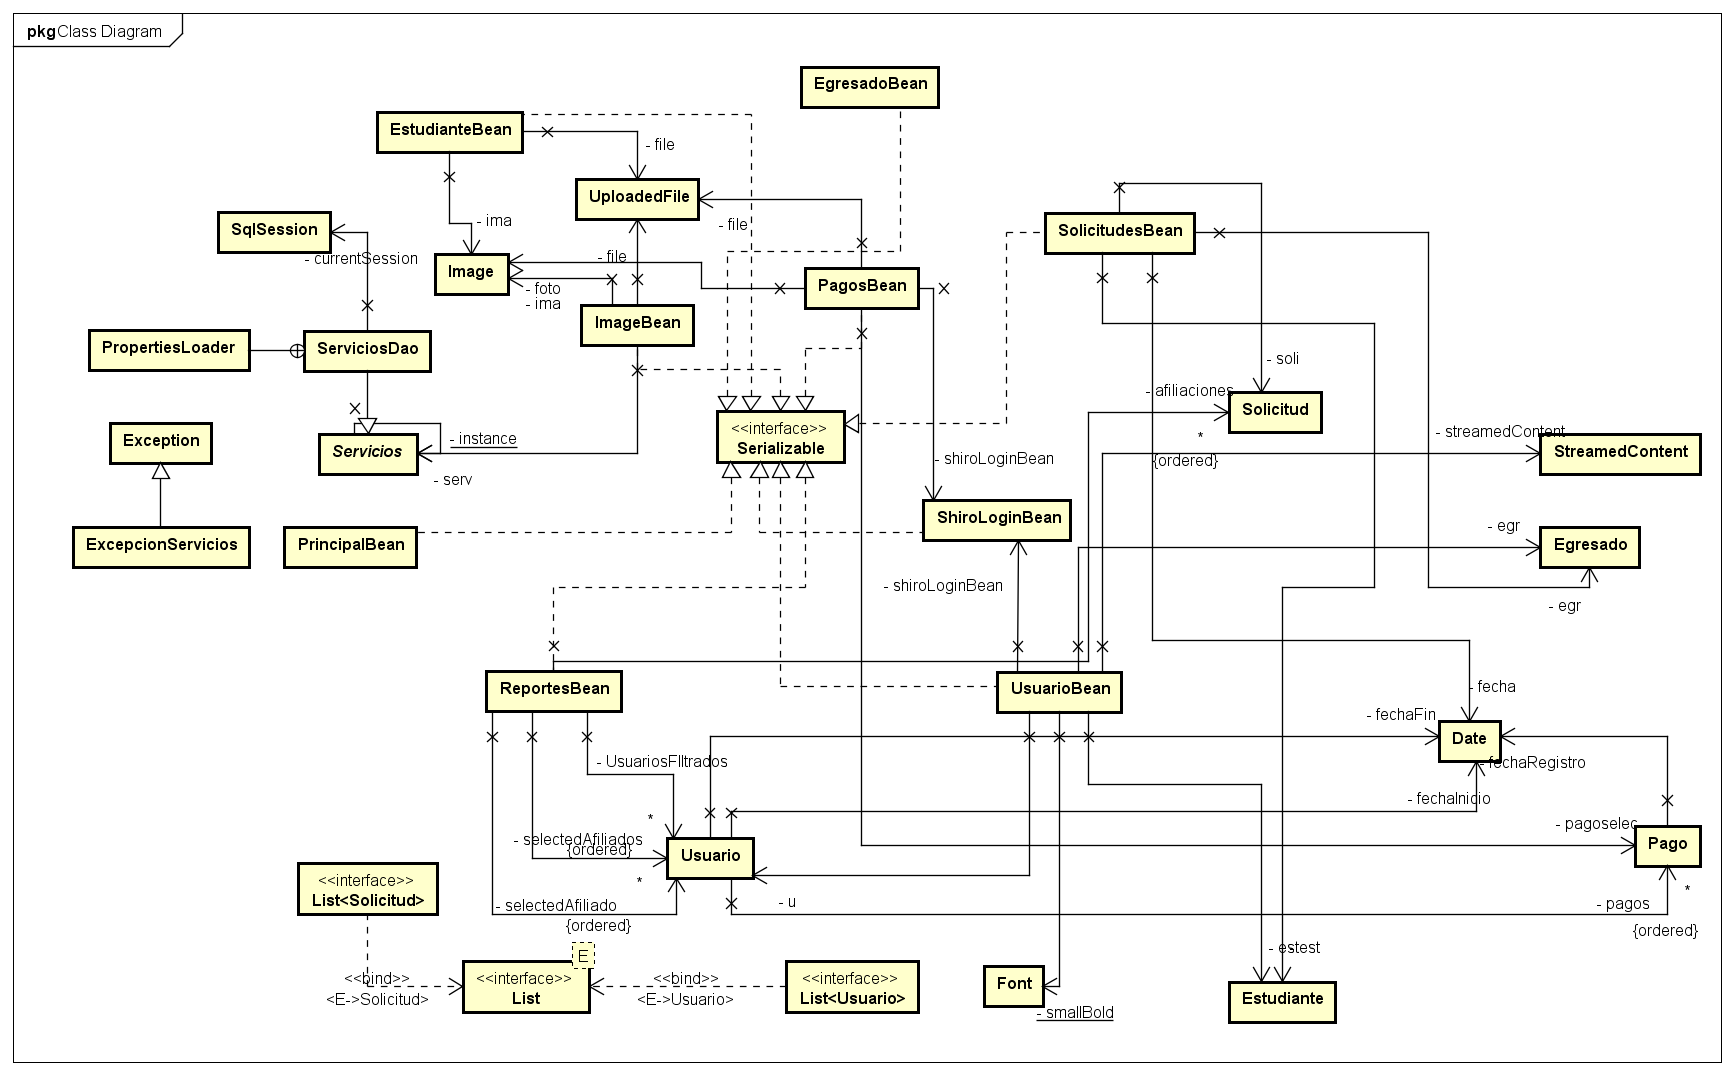 pkg Class Diagram
EgresadoBean
EstudianteBean
- file
UploadedFile
SqlSession
- ima
- file
SolicitudesBean
- currentSession
Image
- file
- foto
- ima
PagosBean
ImageBean
PropertiesLoader
ServiciosDao
- soli
- afiliaciones
Solicitud
<<interface>>
Serializable
*
{ordered}
- streamedContent
StreamedContent
Exception
- instance
Servicios
- serv
- shiroLoginBean
ShiroLoginBean
ExcepcionServicios
PrincipalBean
- egr
Egresado
- shiroLoginBean
- egr
ReportesBean
UsuarioBean
- fecha
- fechaFin
Date
- UsuariosFIltrados
- fechaRegistro
- fechaInicio
*
- pagoselec
- selectedAfiliados
{ordered}
Usuario
Pago
*
*
- selectedAfiliado
- u
- pagos
{ordered}
{ordered}
<<interface>>
List<Solicitud>
- estest
E
<<bind>>
<E->Solicitud>
<<interface>>
List
<<bind>>
<E->Usuario>
<<interface>>
List<Usuario>
Font
- smallBold
Estudiante